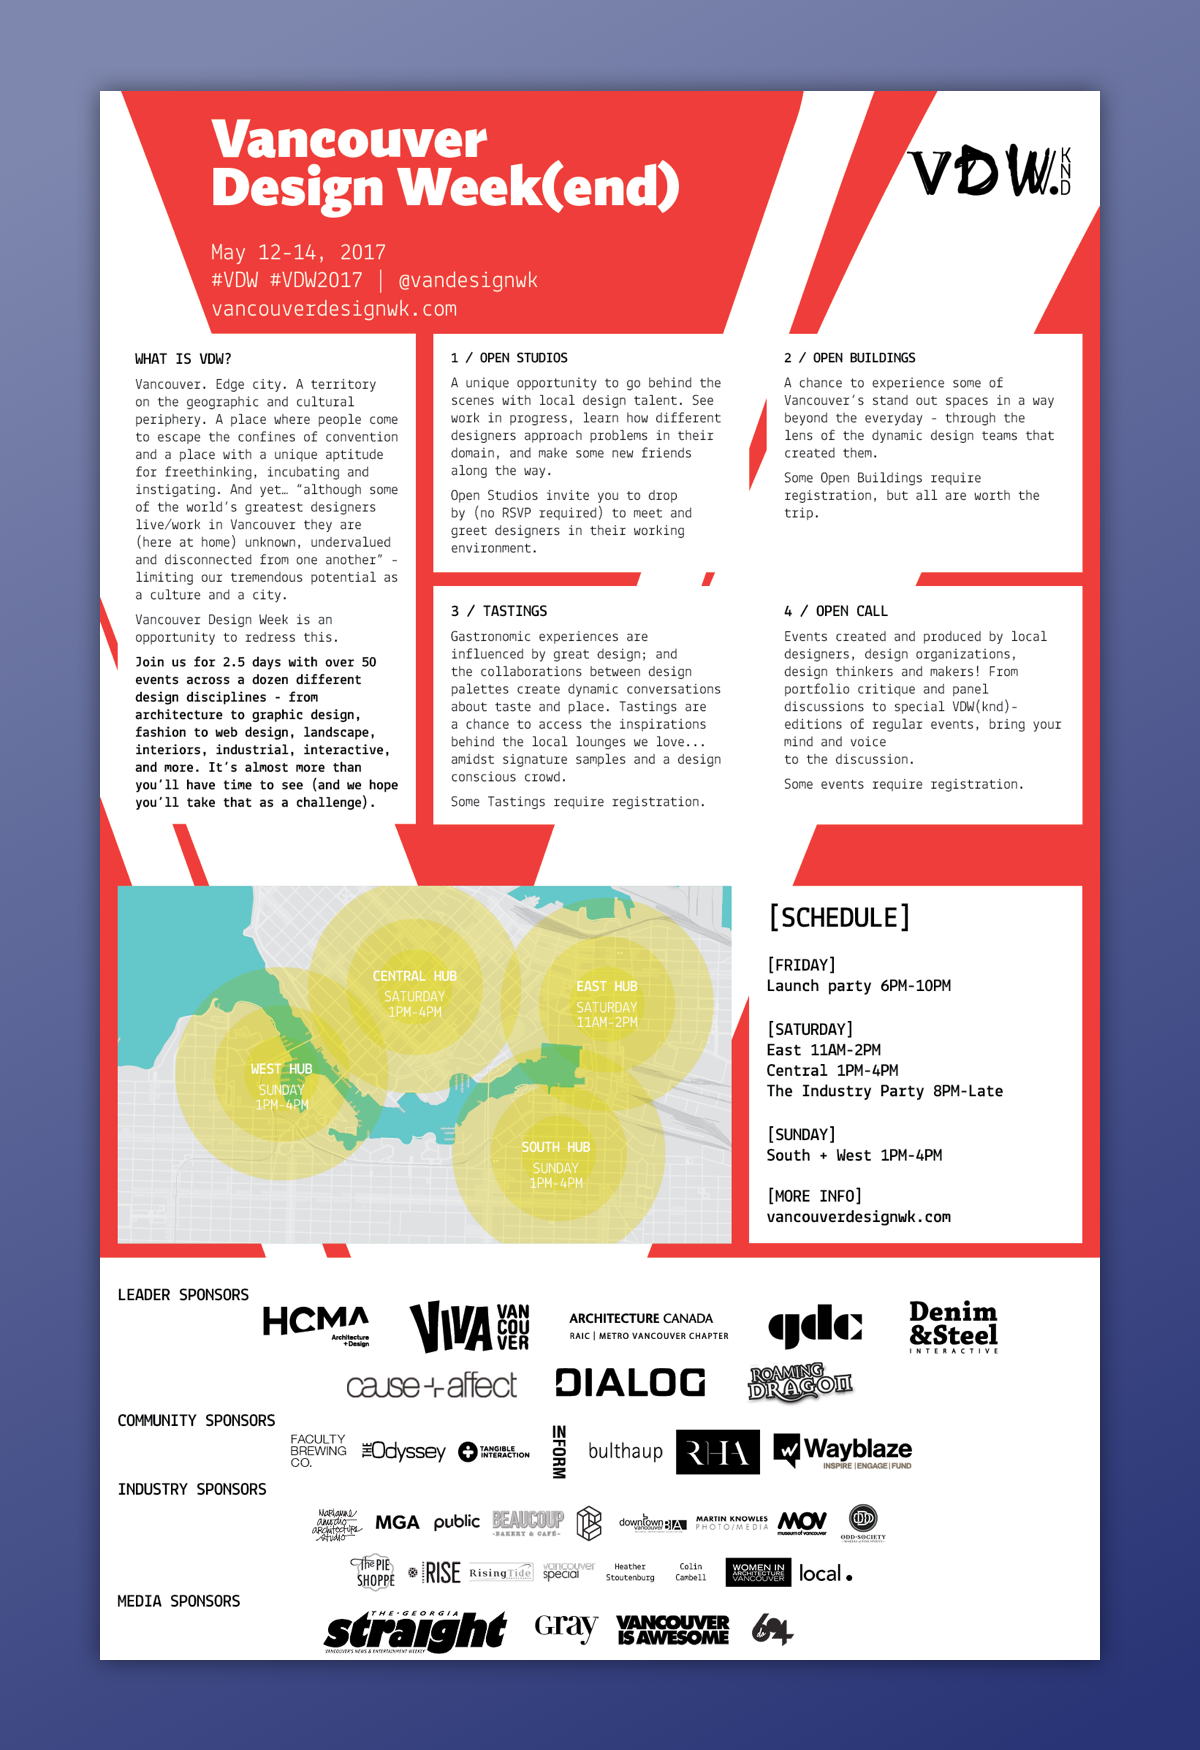 Vancouver
Design Week(end)
VDW.
KND
May 12-14, 2017
#VDW #VDW2017 | @vandesignwk
vancouverdesignwk.com
WHAT IS VDW?
Vancouver. Edge city. A territory
on the geographic and cultural
periphery. A place where people come
to escape the confines of convention
and a place with a unique aptitude
for freethinking, incubating and
instigating. And yet… “although some
of the world’s greatest designers
live/work in Vancouver they are
(here at home) unknown, undervalued
and disconnected from one another” -
limiting our tremendous potential as
a culture and a city.
Vancouver Design Week is an
opportunity to redress this.
Join us for 2.5 days with over 50
events across a dozen different
design disciplines - from
architecture to graphic design,
fashion to web design, landscape,
interiors, industrial, interactive,
and more. It’s almost more than
you’ll have time to see (and we hope
you’ll take that as a challenge).
1 / OPEN STUDIOS
A unique opportunity to go behind the
scenes with local design talent. See
work in progress, learn how different
designers approach problems in their
domain, and make some new friends
along the way.
Open Studios invite you to drop
by (no RSVP required) to meet and
greet designers in their working
environment.
2 / OPEN BUILDINGS
A chance to experience some of
Vancouver’s stand out spaces in a way
beyond the everyday - through the
lens of the dynamic design teams that
created them.
Some Open Buildings require
registration, but all are worth the
trip.
3 / TASTINGS
Gastronomic experiences are
influenced by great design; and
the collaborations between design
palettes create dynamic conversations
about taste and place. Tastings are
a chance to access the inspirations
behind the local lounges we love...
amidst signature samples and a design
conscious crowd.
Some Tastings require registration.
4 / OPEN CALL
Events created and produced by local
designers, design organizations,
design thinkers and makers! From
portfolio critique and panel
discussions to special VDW(knd)-
editions of regular events, bring your
mind and voice
to the discussion.
Some events require registration.
CENTRAL HUB
SATURDAY
1PM-4PM
EAST HUB
SATURDAY
11AM-2PM
WEST HUB
SUNDAY
1PM-4PM
SOUTH HUB
SUNDAY
1PM-4PM
[SCHEDULE]
[FRIDAY]
Launch party 6PM-10PM
[SATURDAY]
East 11AM-2PM
Central 1PM-4PM
The Industry Party 8PM-Late
[SUNDAY]
South + West 1PM-4PM
[MORE INFO]
vancouverdesignwk.com
LEADER SPONSORS
HCMA
Architecture
+Design
VIVA
VAN
COU
VER
ARCHITECTURE CANADA
RAIC | METRO VANCOUVER CHAPTER
gdc
Denim
&Steel
INTERACTIVE
cause+affect
DIALOG
ROAMING
DRAGON
COMMUNITY SPONSORS
FACULTY
BREWING
CO.
THE Odyssey
TANGIBLE
INTERACTION
INFORM
bulthaup
RHA
Wayblaze
INSPIRE | ENGAGE | FUND
INDUSTRY SPONSORS
marianne
amodio
architecture
studio
MGA
public
BEAUCOUP
-BAKERY & CAFÉ-
downtown
vancouver BIA
MARTIN KNOWLES
PHOTO/MEDIA
MOV
museum of vancouver
ODD SOCIETY
the PIE
SHOPPE
RISE
RisingTide
vancouver
special
Heather
Stoutenburg
Colin
Cambell
WOMEN IN
ARCHITECTURE
VANCOUVER
local.
MEDIA SPONSORS
THE·GEORGIA
straight
VANCOUVER'S NEWS & ENTERTAINMENT WEEKLY
Gray
VANCOUVER
IS AWESOME
do
604